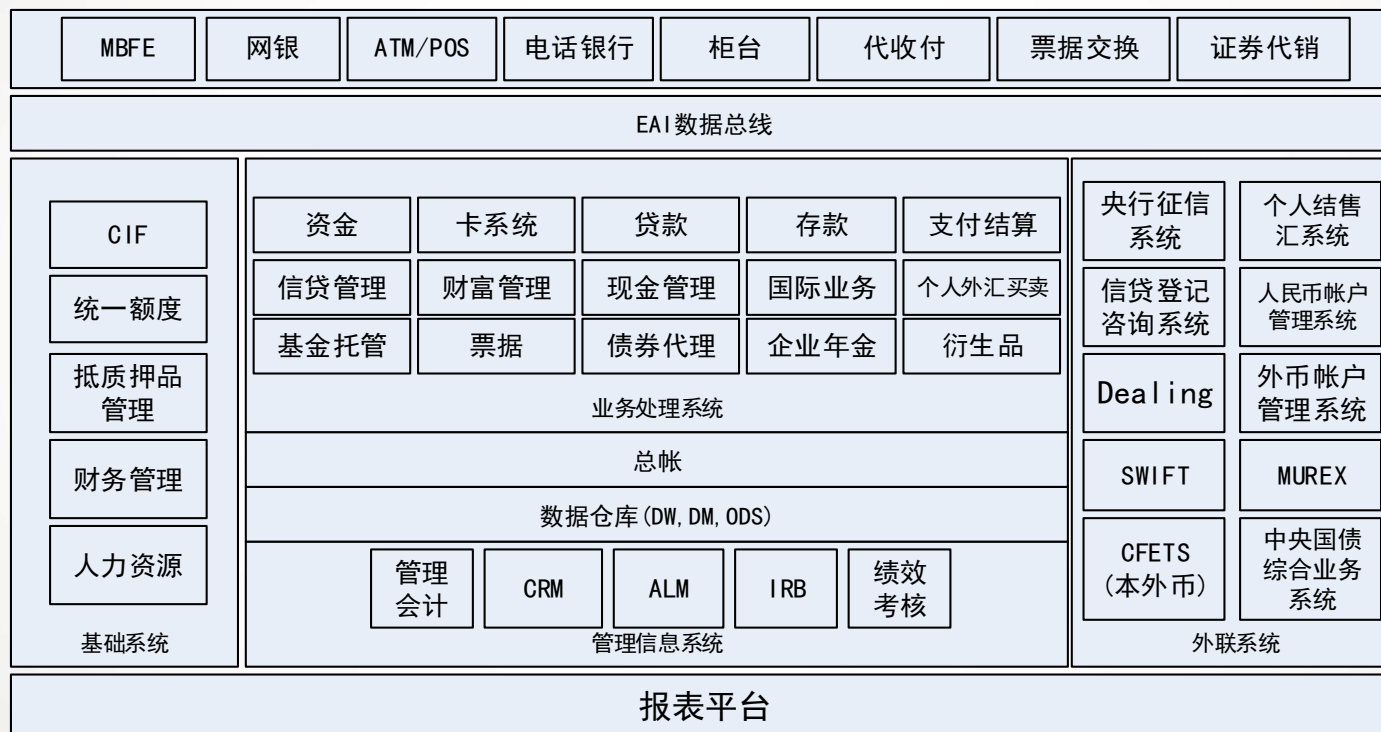 MBFE
网银
ATM/POS
电话银行
柜台
代收付
票据交换
证券代销
EAI数据总线
CIF
统一额度
抵质押品
管理
财务管理
人力资源
基础系统
资金
卡系统
贷款
存款
支付结算
信贷管理
财富管理
现金管理
国际业务
个人外汇买卖
基金托管
票据
债券代理
企业年金
衍生品
业务处理系统
总帐
数据仓库(DW,DM,ODS)
管理
会计
CRM
ALM
IRB
绩效
考核
管理信息系统
央行征信
系统
个人结售
汇系统
信贷登记
咨询系统
人民币帐户
管理系统
Dealing
外币帐户
管理系统
SWIFT
MUREX
CFETS
(本外币)
中央国债
综合业务
系统
外联系统
报表平台